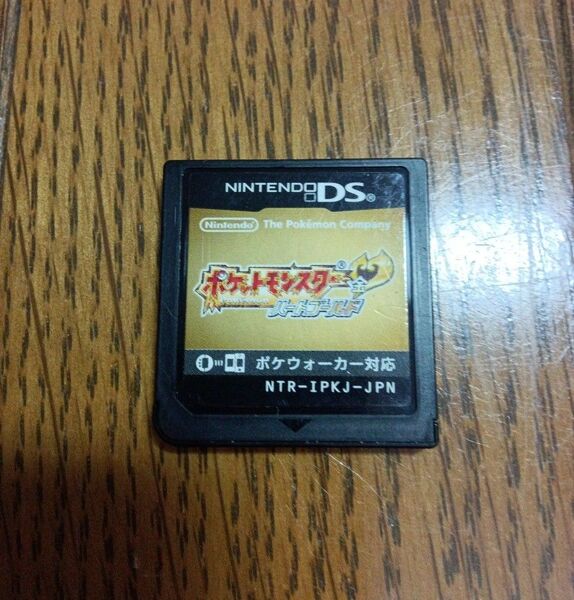 NINTENDO DS®
Nintendo The Pokémon Company
ポケットモンスター®
ハートゴールド
ポケウォーカー対応
NTR-IPKJ-JPN